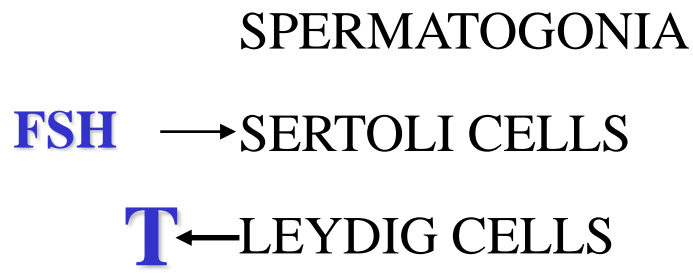 SPERMATOGONIA
FSH SERTOLI CELLS
T LEYDIG CELLS